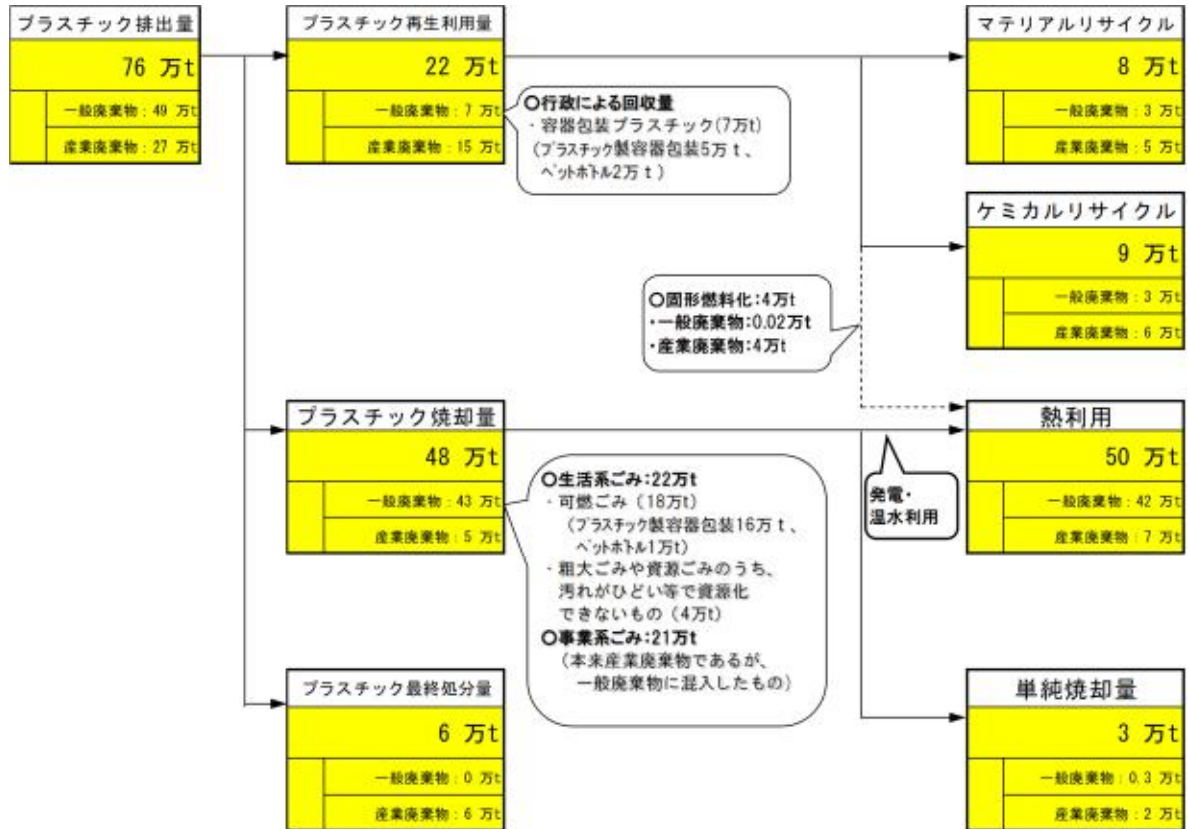 プラスチック排出量
76 万t
一般廃棄物：49 万t
産業廃棄物：27 万t
プラスチック再生利用量
22 万t
一般廃棄物：7 万t
産業廃棄物：15 万t
○行政による回収量
・容器包装プラスチック(7万t)
(プラスチック製容器包装5万t、
ペットボトル2万t)
マテリアルリサイクル
8 万t
一般廃棄物：3 万t
産業廃棄物：5 万t
ケミカルリサイクル
9 万t
一般廃棄物：3 万t
産業廃棄物：6 万t
○固形燃料化：4万t
・一般廃棄物：0.02万t
・産業廃棄物：4万t
プラスチック焼却量
48 万t
一般廃棄物：43 万t
産業廃棄物：5 万t
○生活系ごみ：22万t
・可燃ごみ（18万t）
（プラスチック製容器包装16万t、
ペットボトル1万t）
・粗大ごみや資源ごみのうち、
汚れがひどい等で資源化
できないもの（4万t）
○事業系ごみ：21万t
（本来産業廃棄物であるが、
一般廃棄物に混入したもの）
発電・
温水利用
熱利用
50 万t
一般廃棄物：42 万t
産業廃棄物：7 万t
プラスチック最終処分量
6 万t
一般廃棄物：0 万t
産業廃棄物：6 万t
単純焼却量
3 万t
一般廃棄物：0.3 万t
産業廃棄物：2 万t